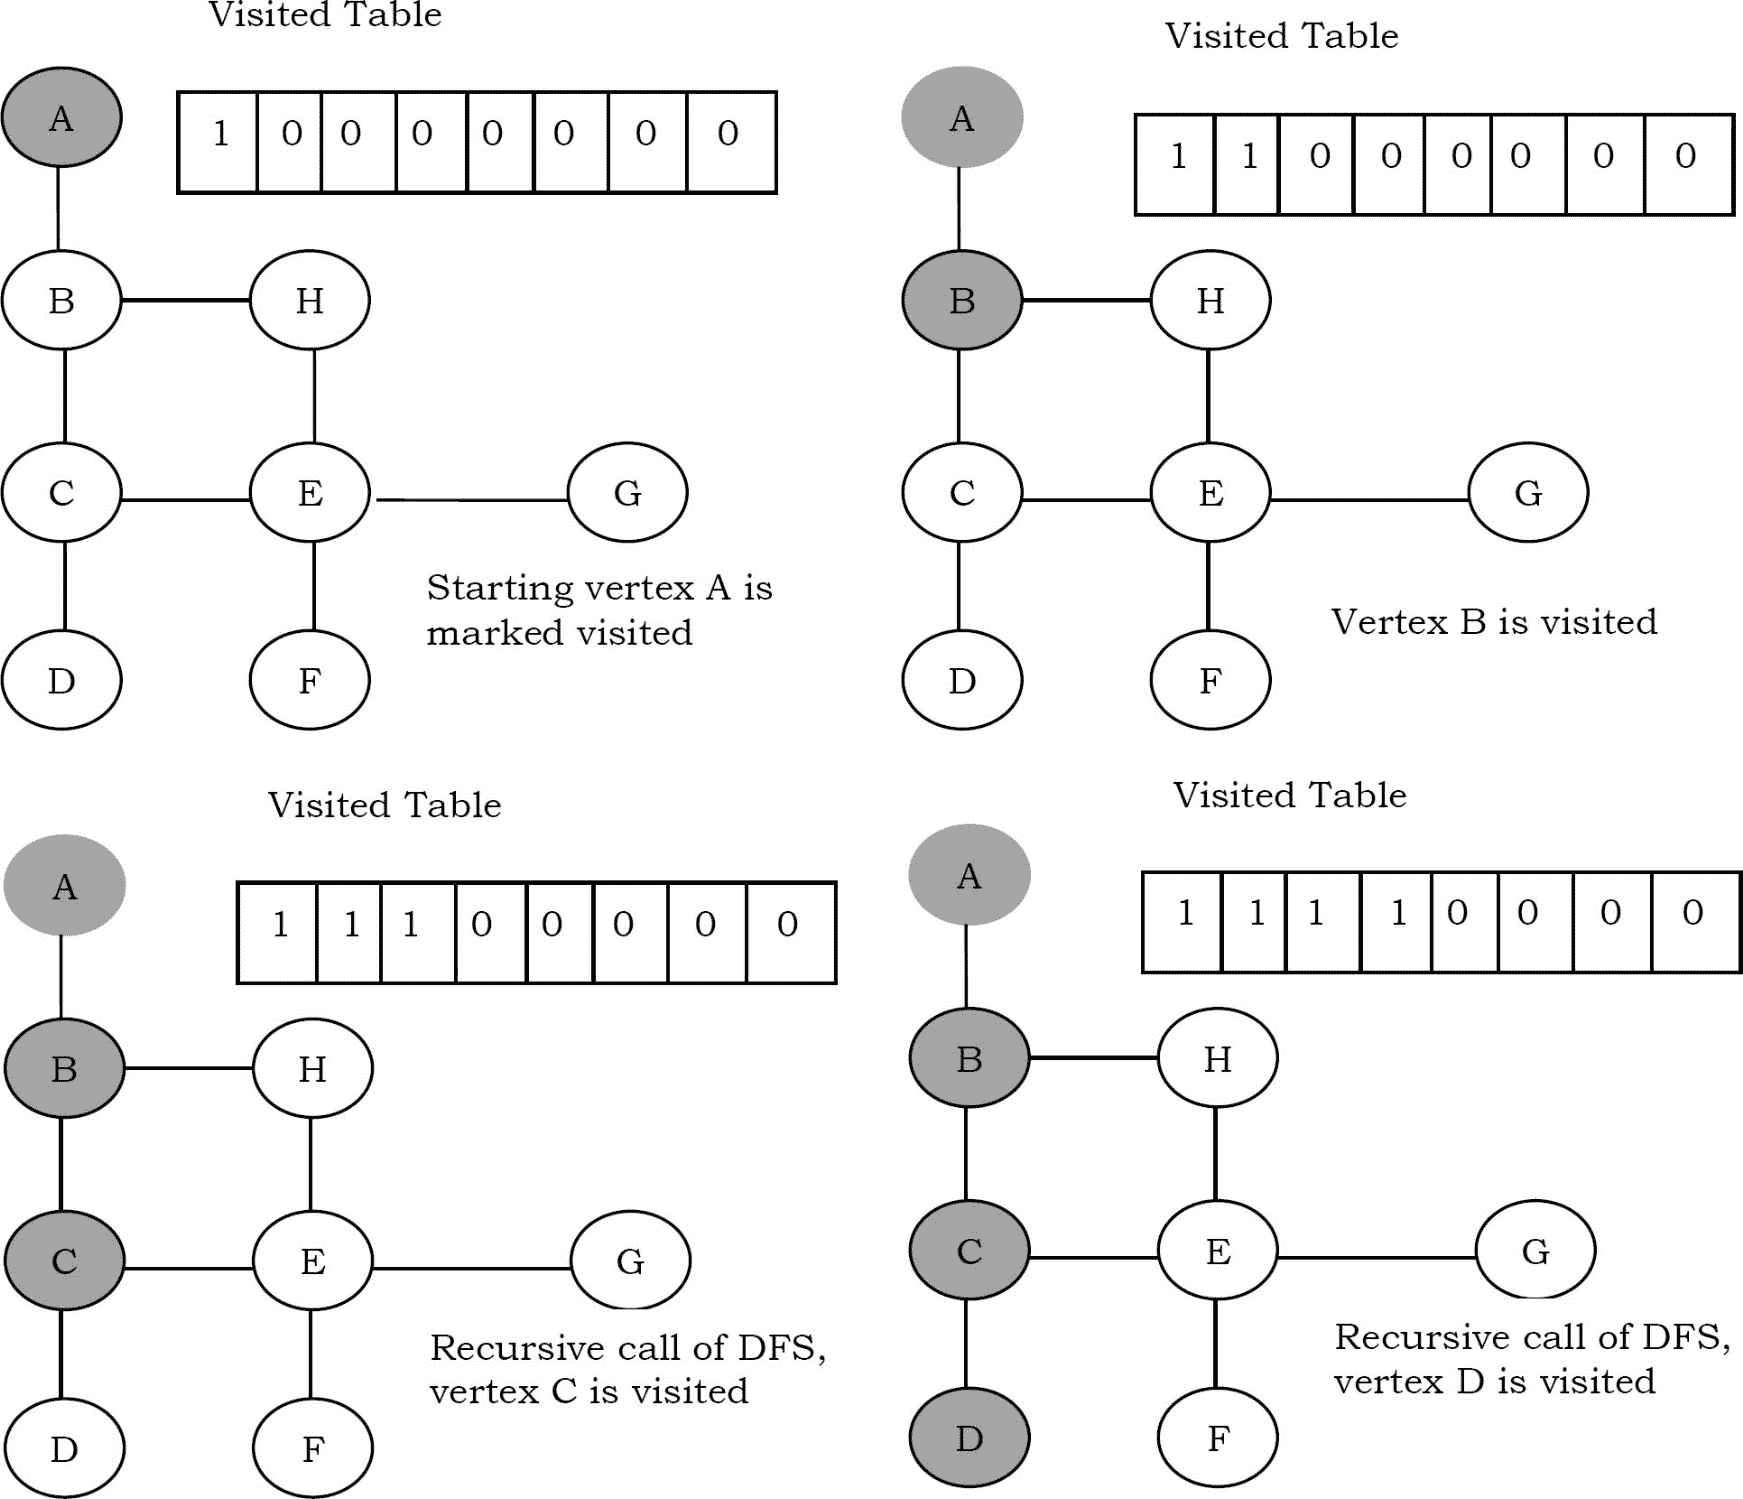 Visited Table
A
1 0 0 0 0 0 0 0
B H
C E G
Starting vertex A is
marked visited
D F
Visited Table
A
1 1 0 0 0 0 0 0
B H
C E G
Vertex B is visited
D F
Visited Table
A
1 1 1 0 0 0 0 0
B H
C E G
Recursive call of DFS,
vertex C is visited
D F
Visited Table
A
1 1 1 1 0 0 0 0
B H
C E G
Recursive call of DFS,
vertex D is visited
D F